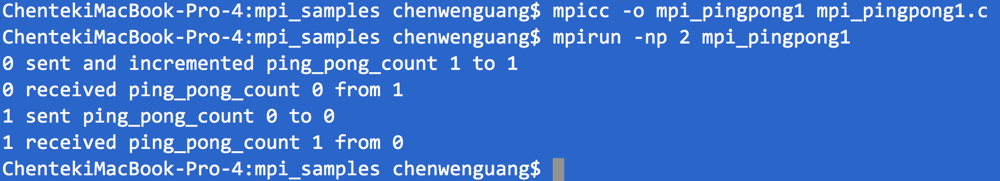 ChentekiMacBook-Pro-4:mpi_samples chenwenguang$ mpicc -o mpi_pingpong1 mpi_pingpong1.c
ChentekiMacBook-Pro-4:mpi_samples chenwenguang$ mpirun -np 2 mpi_pingpong1
0 sent and incremented ping_pong_count 1 to 1
0 received ping_pong_count 0 from 1
1 sent ping_pong_count 0 to 0
1 received ping_pong_count 1 from 0
ChentekiMacBook-Pro-4:mpi_samples chenwenguang$